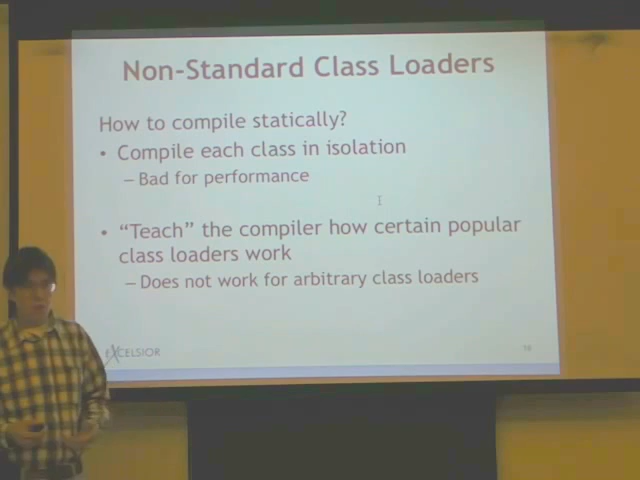 Non-Standard Class Loaders
How to compile statically?
• Compile each class in isolation
– Bad for performance
• “Teach” the compiler how certain popular
class loaders work
– Does not work for arbitrary class loaders
EXCELSIOR